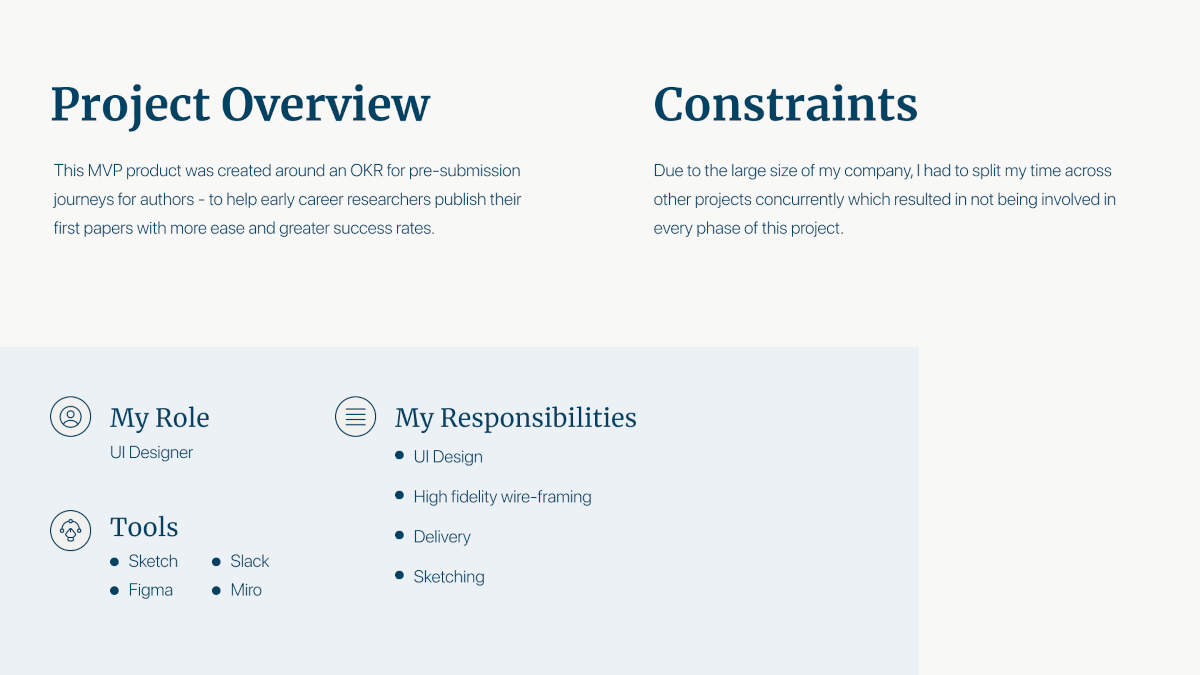 Project Overview
This MVP product was created around an OKR for pre-submission
journeys for authors - to help early career researchers publish their
first papers with more ease and greater success rates.
Constraints
Due to the large size of my company, I had to split my time across
other projects concurrently which resulted in not being involved in
every phase of this project.
My Role
UI Designer
Tools
Sketch
Slack
Figma
Miro
My Responsibilities
UI Design
High fidelity wire-framing
Delivery
Sketching